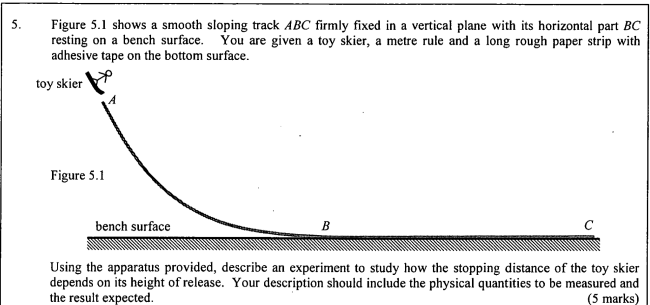 5. Figure 5.1 shows a smooth sloping track ABC firmly fixed in a vertical plane with its horizontal part BC
resting on a bench surface. You are given a toy skier, a metre rule and a long rough paper strip with
adhesive tape on the bottom surface.
toy skier
A
Figure 5.1
bench surface
B
C
Using the apparatus provided, describe an experiment to study how the stopping distance of the toy skier
depends on its height of release. Your description should include the physical quantities to be measured and
the result expected. (5 marks)